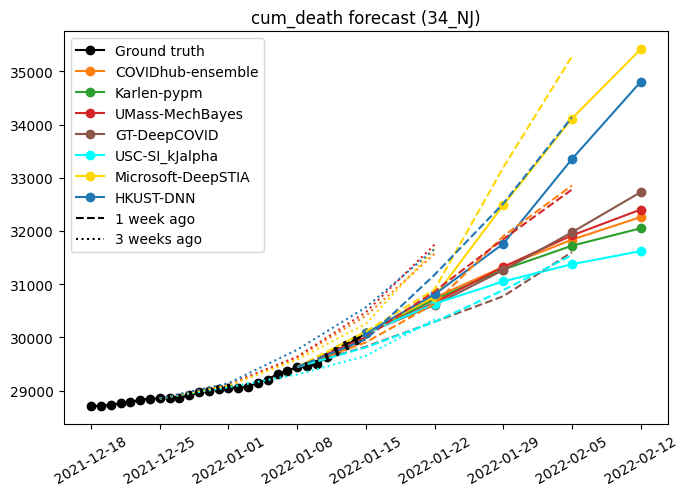 cum_death forecast (34_NJ)
Ground truth
COVIDhub-ensemble
Karlen-pypm
UMass-MechBayes
GT-DeepCOVID
USC-SI_kJalpha
Microsoft-DeepSTIA
HKUST-DNN
1 week ago
3 weeks ago
35000
34000
33000
32000
31000
30000
29000
2021-12-18
2021-12-25
2022-01-01
2022-01-08
2022-01-15
2022-01-22
2022-01-29
2022-02-05
2022-02-12